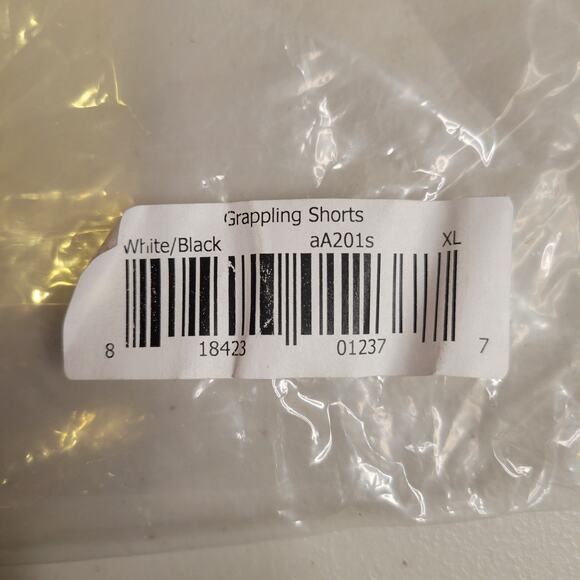 Grappling Shorts
White/Black aA201s XL
8 18423 01237 7